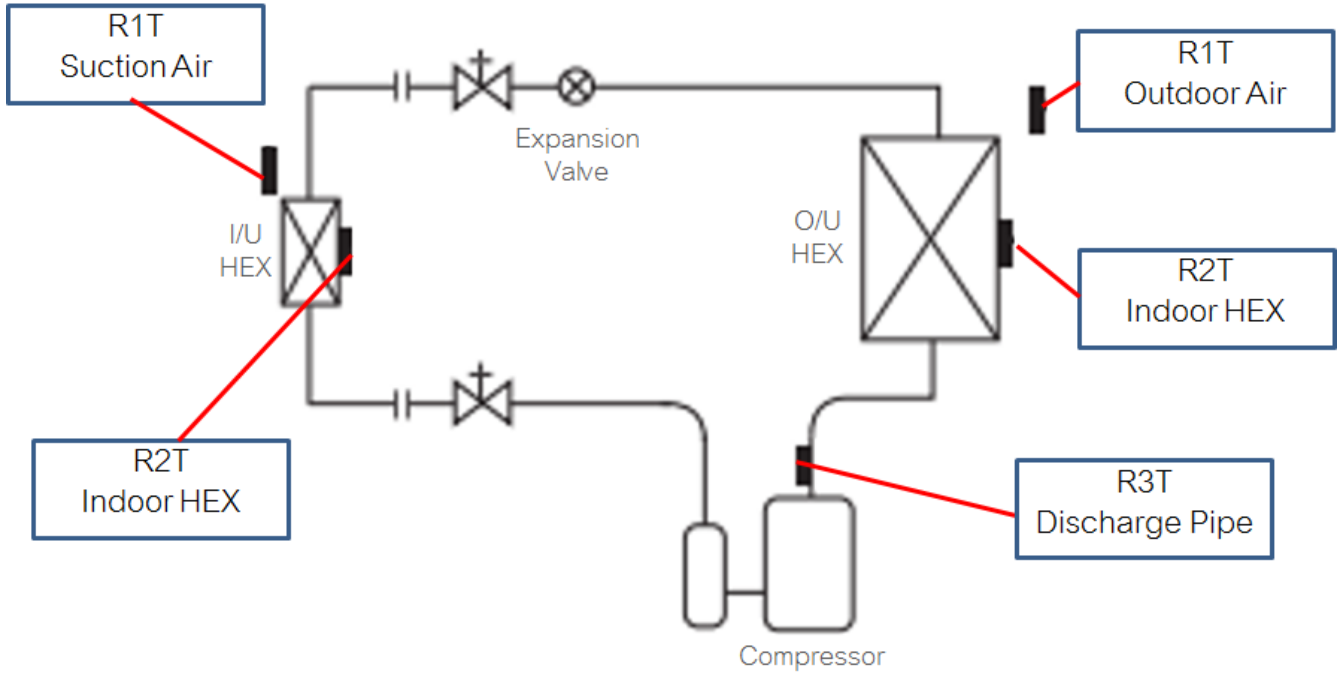 R1T
Suction Air
R1T
Outdoor Air
Expansion
Valve
I/U
HEX
O/U
HEX
R2T
Indoor HEX
R2T
Indoor HEX
R3T
Discharge Pipe
Compressor